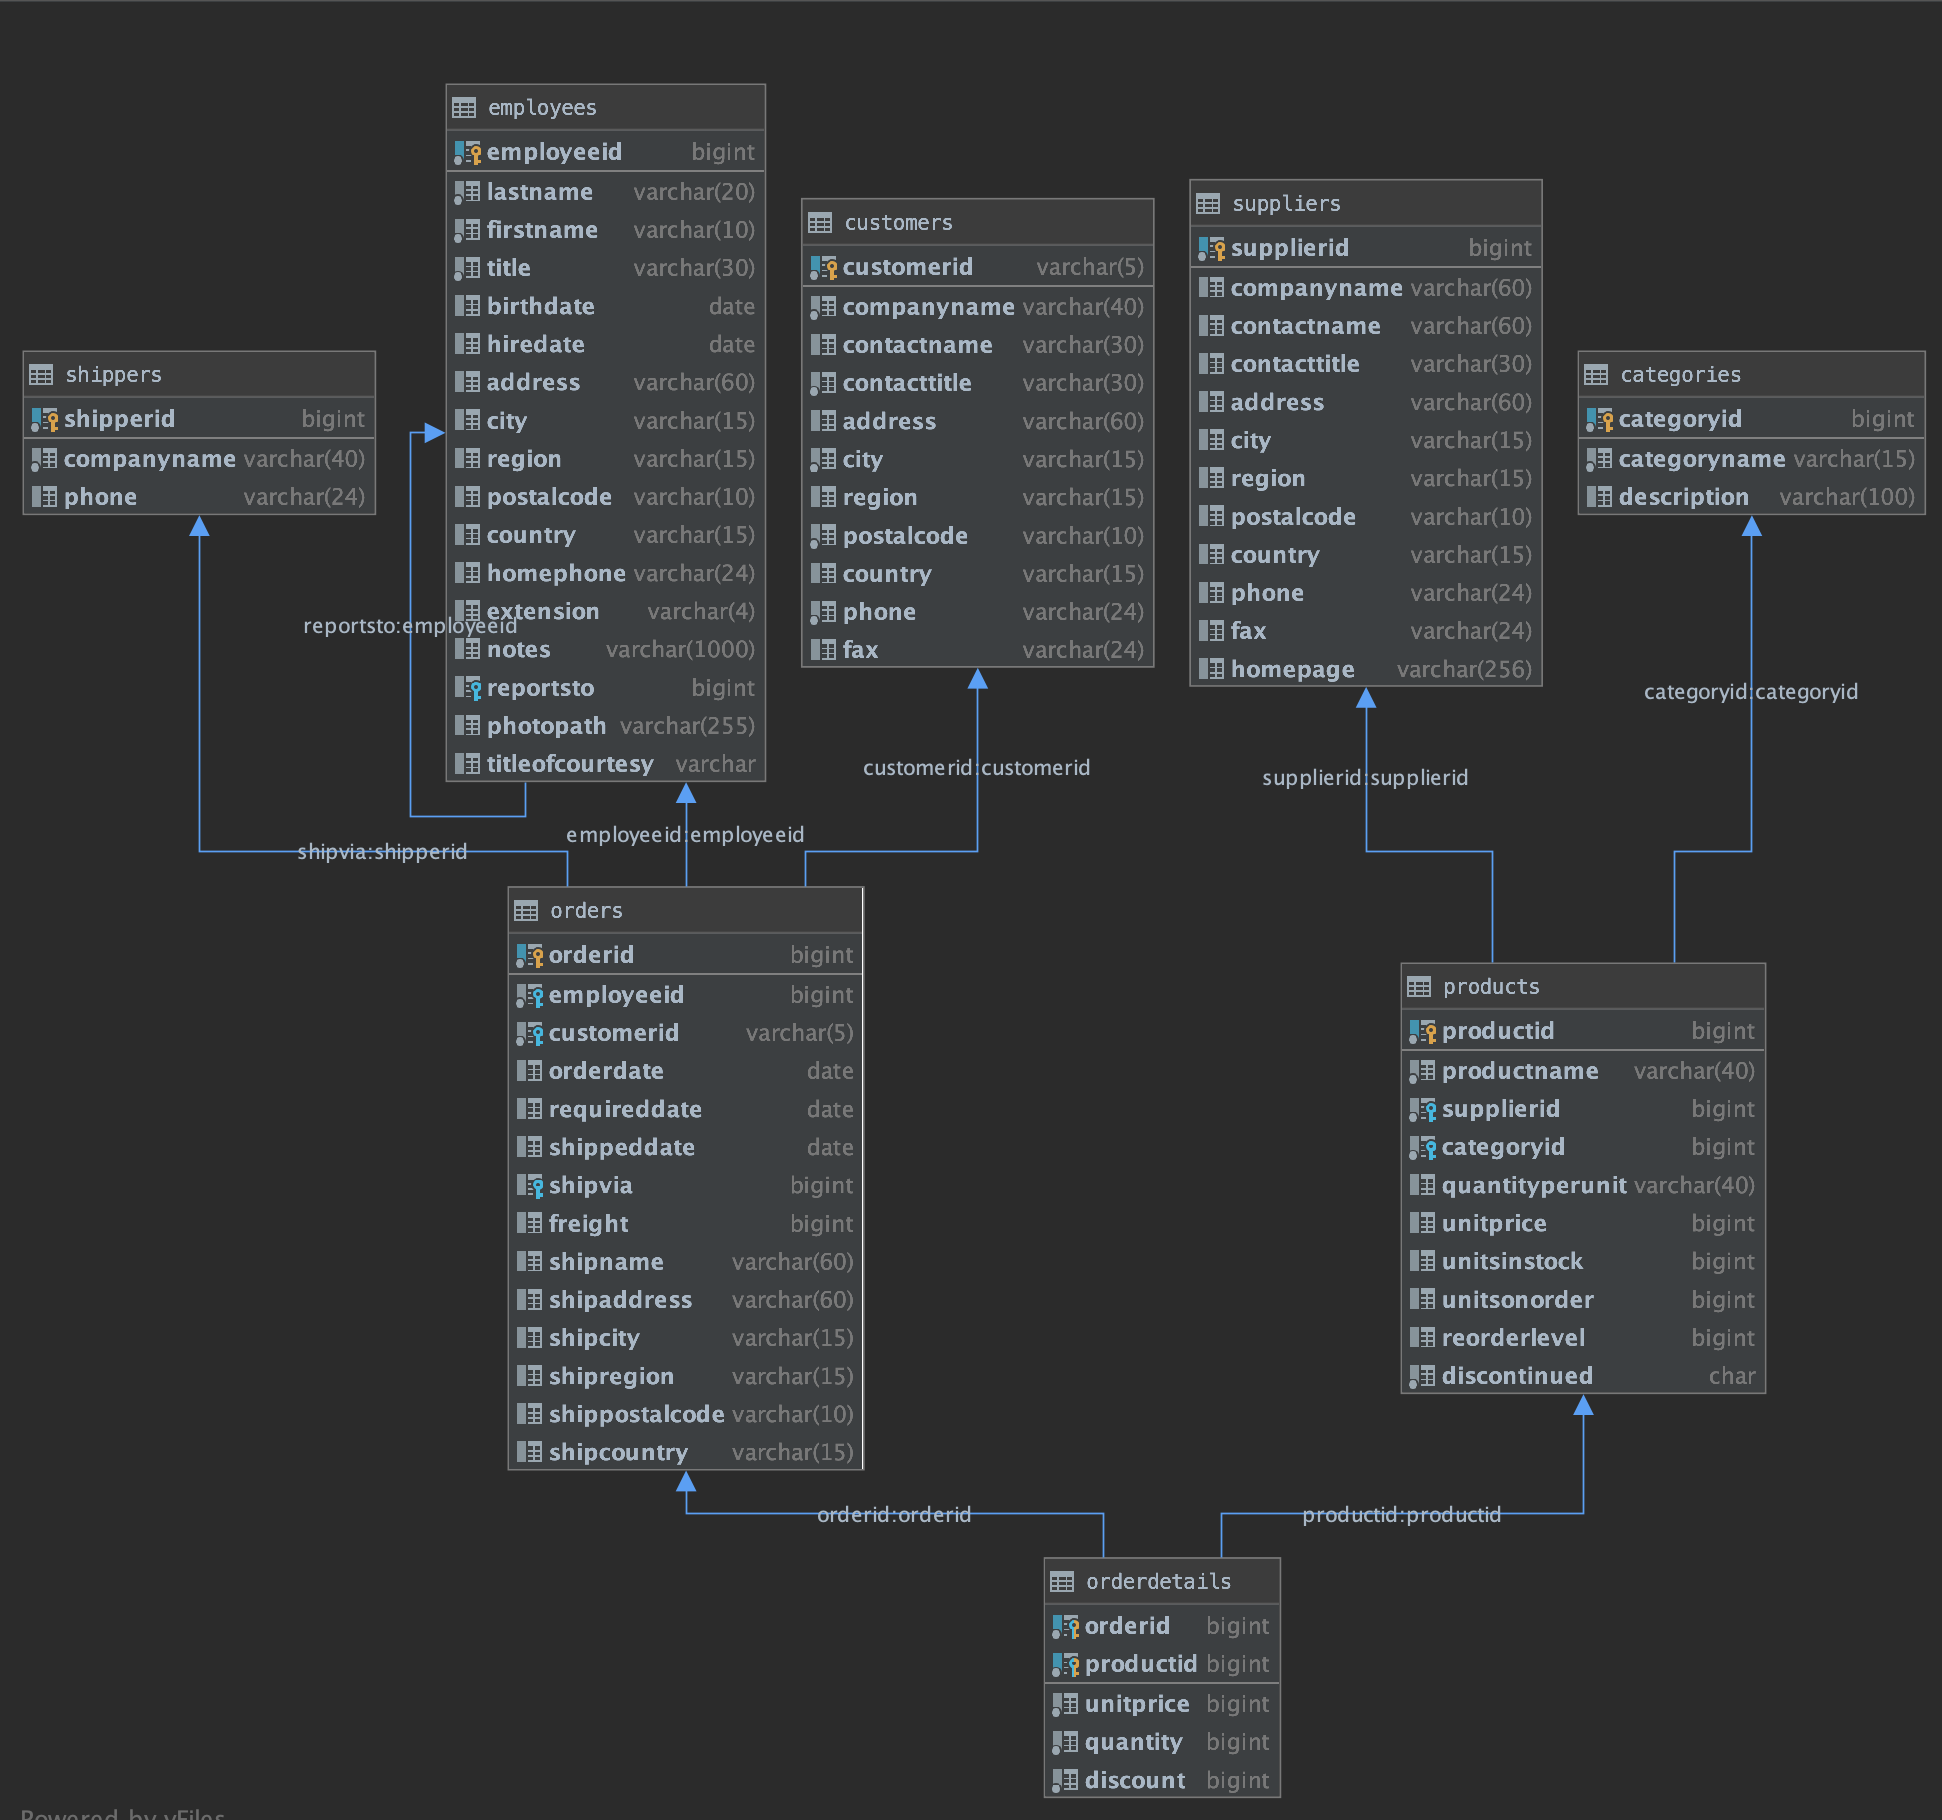 employees
employeeid bigint
lastname varchar(20)
firstname varchar(10)
title varchar(30)
birthdate date
hiredate date
address varchar(60)
city varchar(15)
region varchar(15)
postalcode varchar(10)
country varchar(15)
homephone varchar(24)
extension varchar(4)
notes varchar(1000)
reportsto bigint
photopath varchar(255)
titleofcourtesy varchar
customers
customerid varchar(5)
companyname varchar(40)
contactname varchar(30)
contacttitle varchar(30)
address varchar(60)
city varchar(15)
region varchar(15)
postalcode varchar(10)
country varchar(15)
phone varchar(24)
fax varchar(24)
suppliers
supplierid bigint
companyname varchar(60)
contactname varchar(60)
contacttitle varchar(30)
address varchar(60)
city varchar(15)
region varchar(15)
postalcode varchar(10)
country varchar(15)
phone varchar(24)
fax varchar(24)
homepage varchar(256)
shippers
shipperid bigint
companyname varchar(40)
phone varchar(24)
categories
categoryid bigint
categoryname varchar(15)
description varchar(100)
reportsto:employeeid
categoryid:categoryid
customerid:customerid
supplierid:supplierid
employeeid:employeeid
shipvia:shipperid
orders
orderid bigint
employeeid bigint
customerid varchar(5)
orderdate date
requireddate date
shippeddate date
shipvia bigint
freight bigint
shipname varchar(60)
shipaddress varchar(60)
shipcity varchar(15)
shipregion varchar(15)
shippostalcode varchar(10)
shipcountry varchar(15)
products
productid bigint
productname varchar(40)
supplierid bigint
categoryid bigint
quantityperunit varchar(40)
unitprice bigint
unitsinstock bigint
unitsonorder bigint
reorderlevel bigint
discontinued char
orderid:orderid
productid:productid
orderdetails
orderid bigint
productid bigint
unitprice bigint
quantity bigint
discount bigint
Powered by yFiles